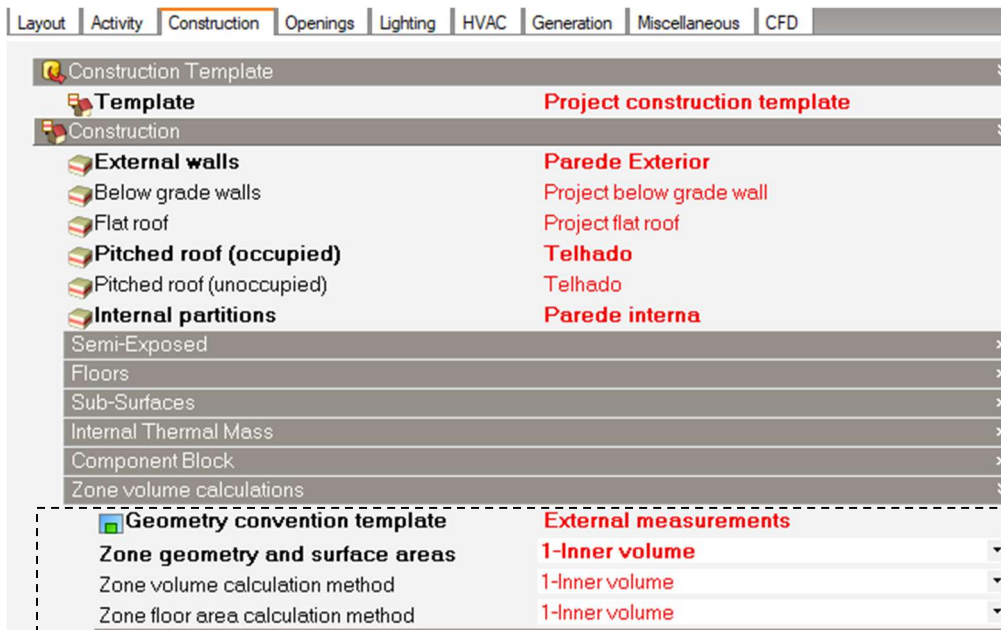 Layout Activity Construction Openings Lighting HVAC Generation Miscellaneous CFD
Construction Template
Template Project construction template
Construction
External walls Parede Exterior
Below grade walls Project below grade wall
Flat roof Project flat roof
Pitched roof (occupied) Telhado
Pitched roof (unoccupied) Telhado
Internal partitions Parede interna
Semi-Exposed
Floors
Sub-Surfaces
Internal Thermal Mass
Component Block
Zone volume calculations
Geometry convention template External measurements
Zone geometry and surface areas 1-Inner volume
Zone volume calculation method 1-Inner volume
Zone floor area calculation method 1-Inner volume